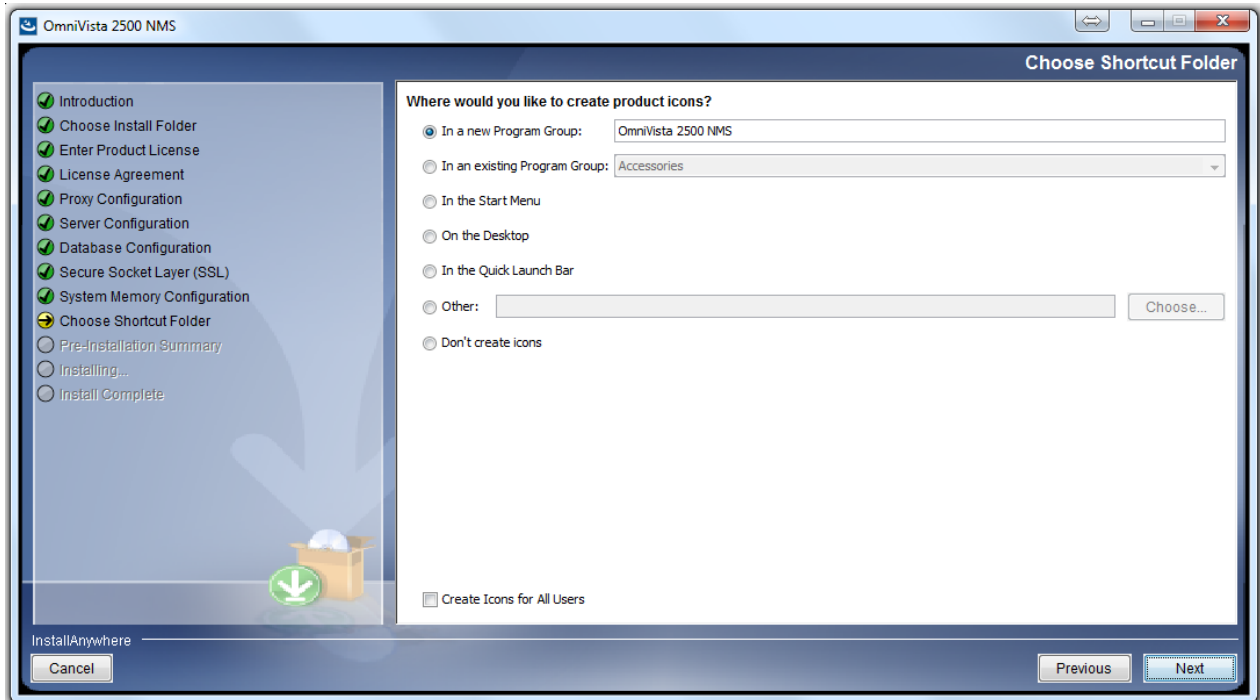 OmniVista 2500 NMS
Choose Shortcut Folder
Introduction
Choose Install Folder
Enter Product License
License Agreement
Proxy Configuration
Server Configuration
Database Configuration
Secure Socket Layer (SSL)
System Memory Configuration
Choose Shortcut Folder
Pre-Installation Summary
Installing...
Install Complete
Where would you like to create product icons?
In a new Program Group: OmniVista 2500 NMS
In an existing Program Group: Accessories
In the Start Menu
On the Desktop
In the Quick Launch Bar
Other: Choose...
Don't create icons
Create Icons for All Users
InstallAnywhere
Cancel Previous Next